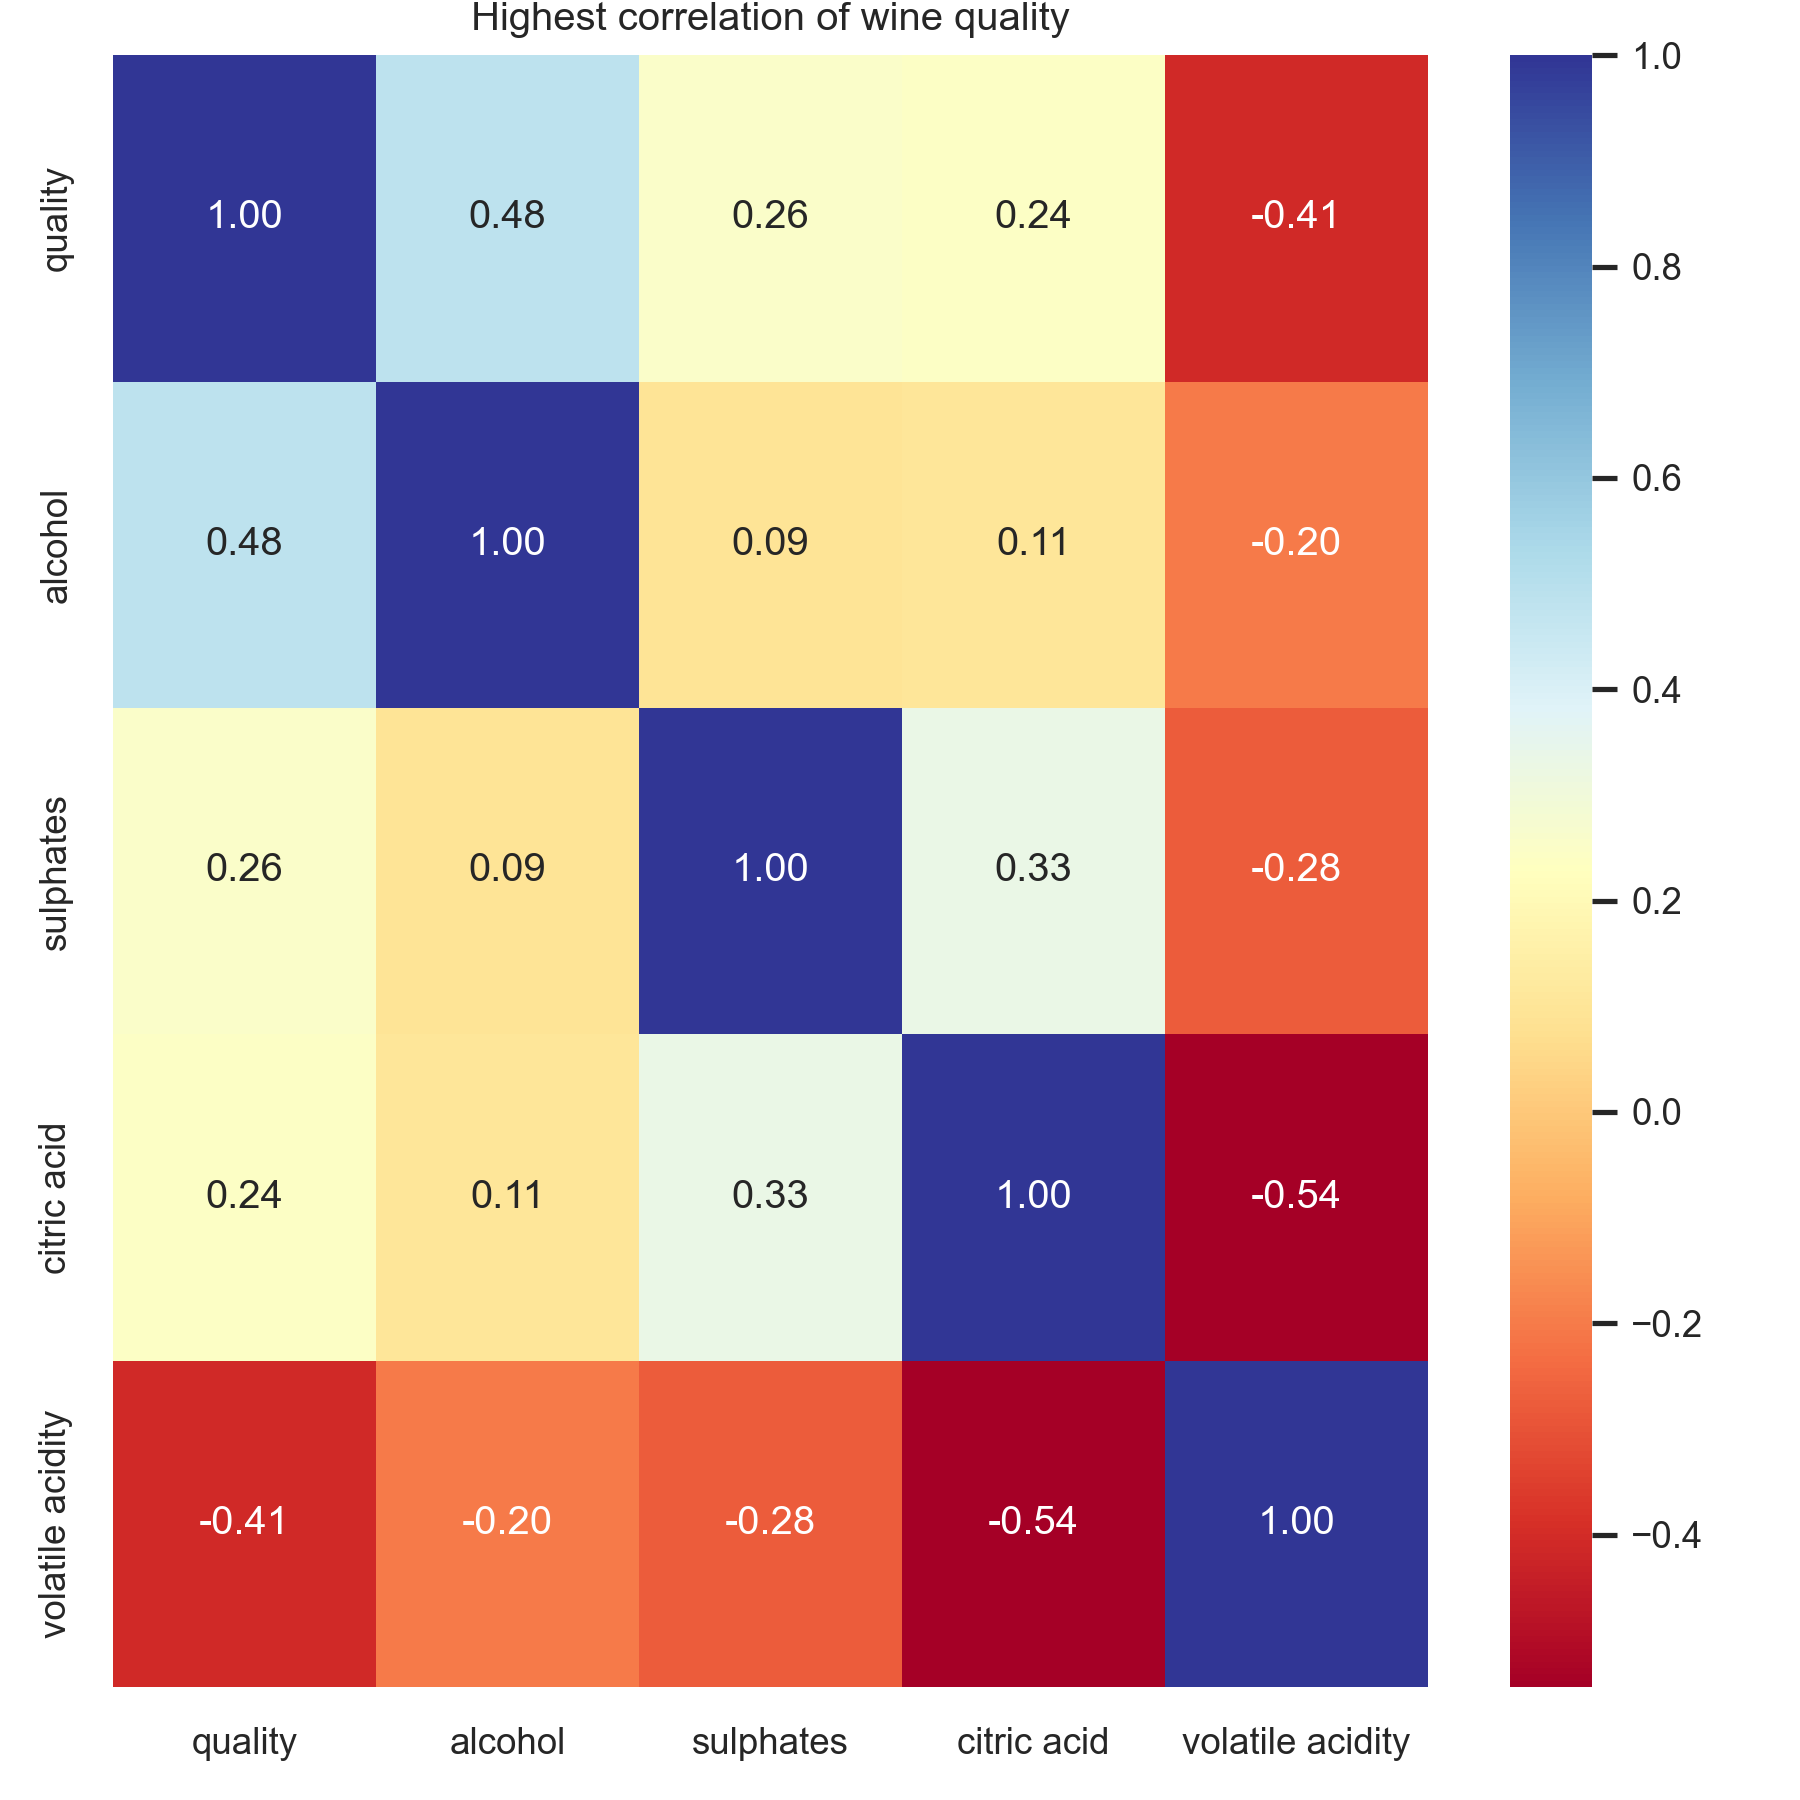 Highest correlation of wine quality
quality 1.00 0.48 0.26 0.24 -0.41
alcohol 0.48 1.00 0.09 0.11 -0.20
sulphates 0.26 0.09 1.00 0.33 -0.28
citric acid 0.24 0.11 0.33 1.00 -0.54
volatile acidity -0.41 -0.20 -0.28 -0.54 1.00
quality alcohol sulphates citric acid volatile acidity
1.0
0.8
0.6
0.4
0.2
0.0
−0.2
−0.4